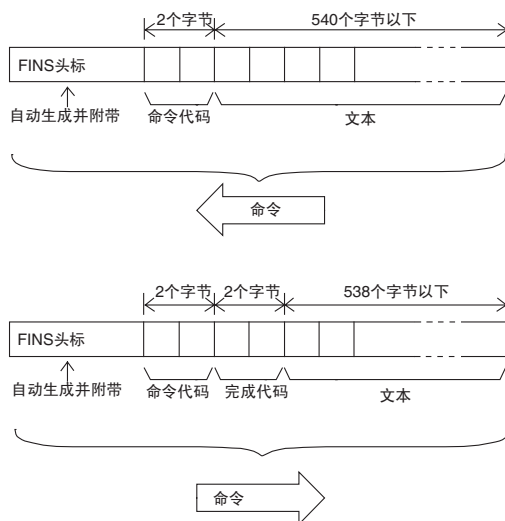 2个字节 540个字节以下
FINS头标
自动生成并附带 命令代码 文本
命令
2个字节 2个字节 538个字节以下
FINS头标
自动生成并附带 命令代码 完成代码 文本
命令